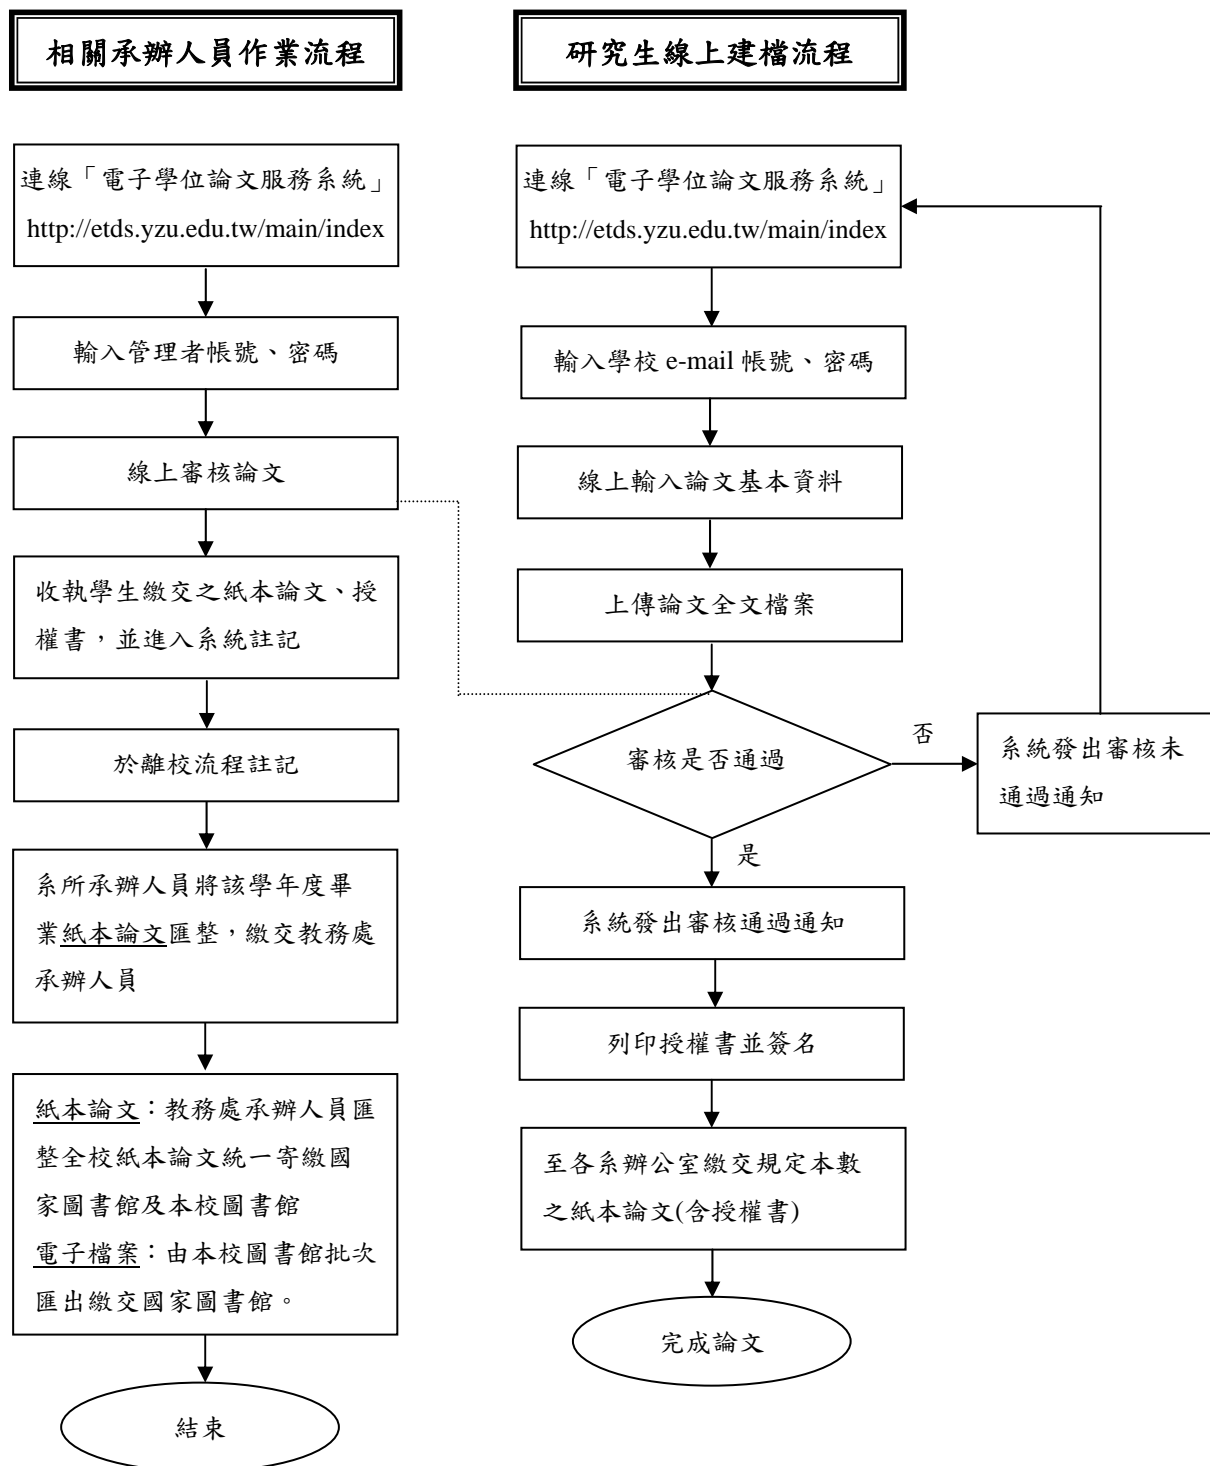 相關承辦人員作業流程
連線「電子學位論文服務系統」
http://etds.yzu.edu.tw/main/index
輸入管理者帳號、密碼
線上審核論文
收執學生繳交之紙本論文、授
權書，並進入系統註記
於離校流程註記
系所承辦人員將該學年度畢
業紙本論文匯整，繳交教務處
承辦人員
紙本論文：教務處承辦人員匯
整全校紙本論文統一寄繳國
家圖書館及本校圖書館
電子檔案：由本校圖書館批次
匯出繳交國家圖書館。
結束
研究生線上建檔流程
連線「電子學位論文服務系統」
http://etds.yzu.edu.tw/main/index
輸入學校 e-mail 帳號、密碼
線上輸入論文基本資料
上傳論文全文檔案
審核是否通過
否
系統發出審核未
通過通知
是
系統發出審核通過通知
列印授權書並簽名
至各系辦公室繳交規定本數
之紙本論文(含授權書)
完成論文